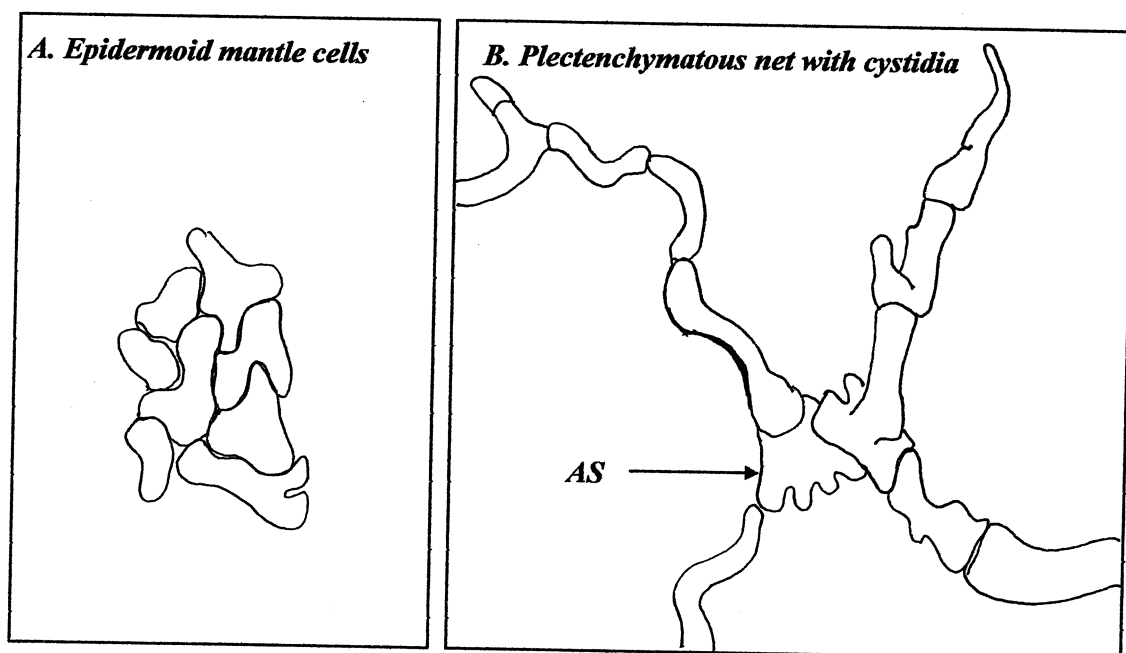 A. Epidermoid mantle cells
B. Plectenchymatous net with cystidia
AS